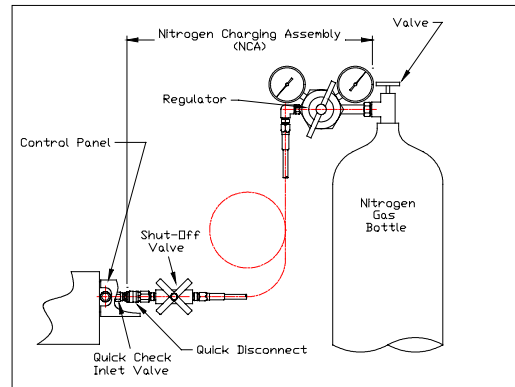 Nitrogen Charging Assembly
(NCA)
Valve
Regulator
Control Panel
Nitrogen
Gas
Bottle
Shut-Off
Valve
Quick Check
Inlet Valve
Quick Disconnect